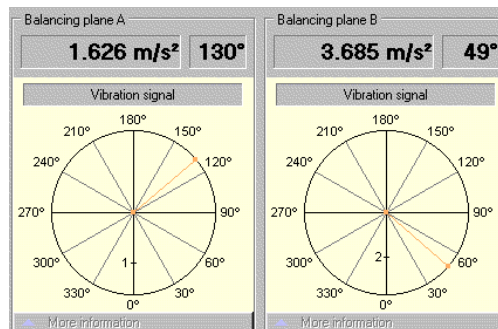 Balancing plane A
1.626 m/s² 130°
Vibration signal
180°
210° 150°
240° 120°
270° 90°
300° 60°
1
330° 30°
0°
More information
Balancing plane B
3.685 m/s² 49°
Vibration signal
180°
210° 150°
240° 120°
270° 90°
300° 60°
2
330° 30°
0°
More information